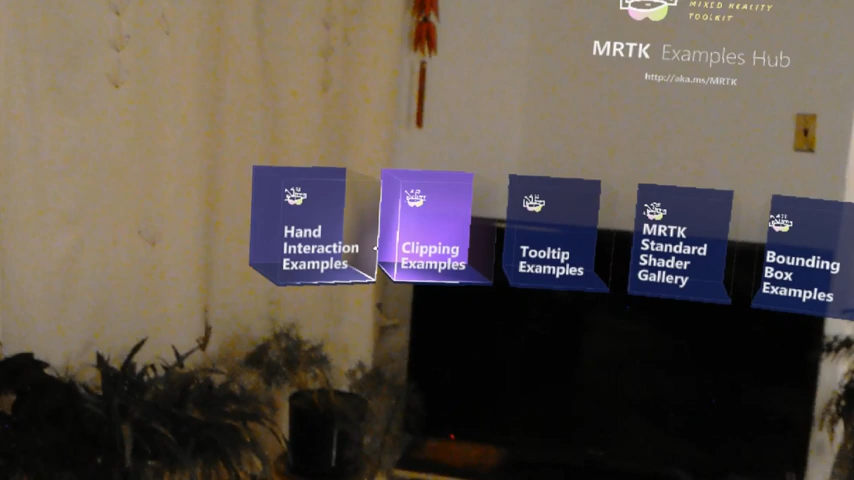 MIXED REALITY
TOOLKIT
MRTK Examples Hub
http://aka.ms/MRTK
Hand
Interaction
Examples
Clipping
Examples
Tooltip
Examples
MRTK
Standard
Shader
Gallery
Bounding
Box
Examples